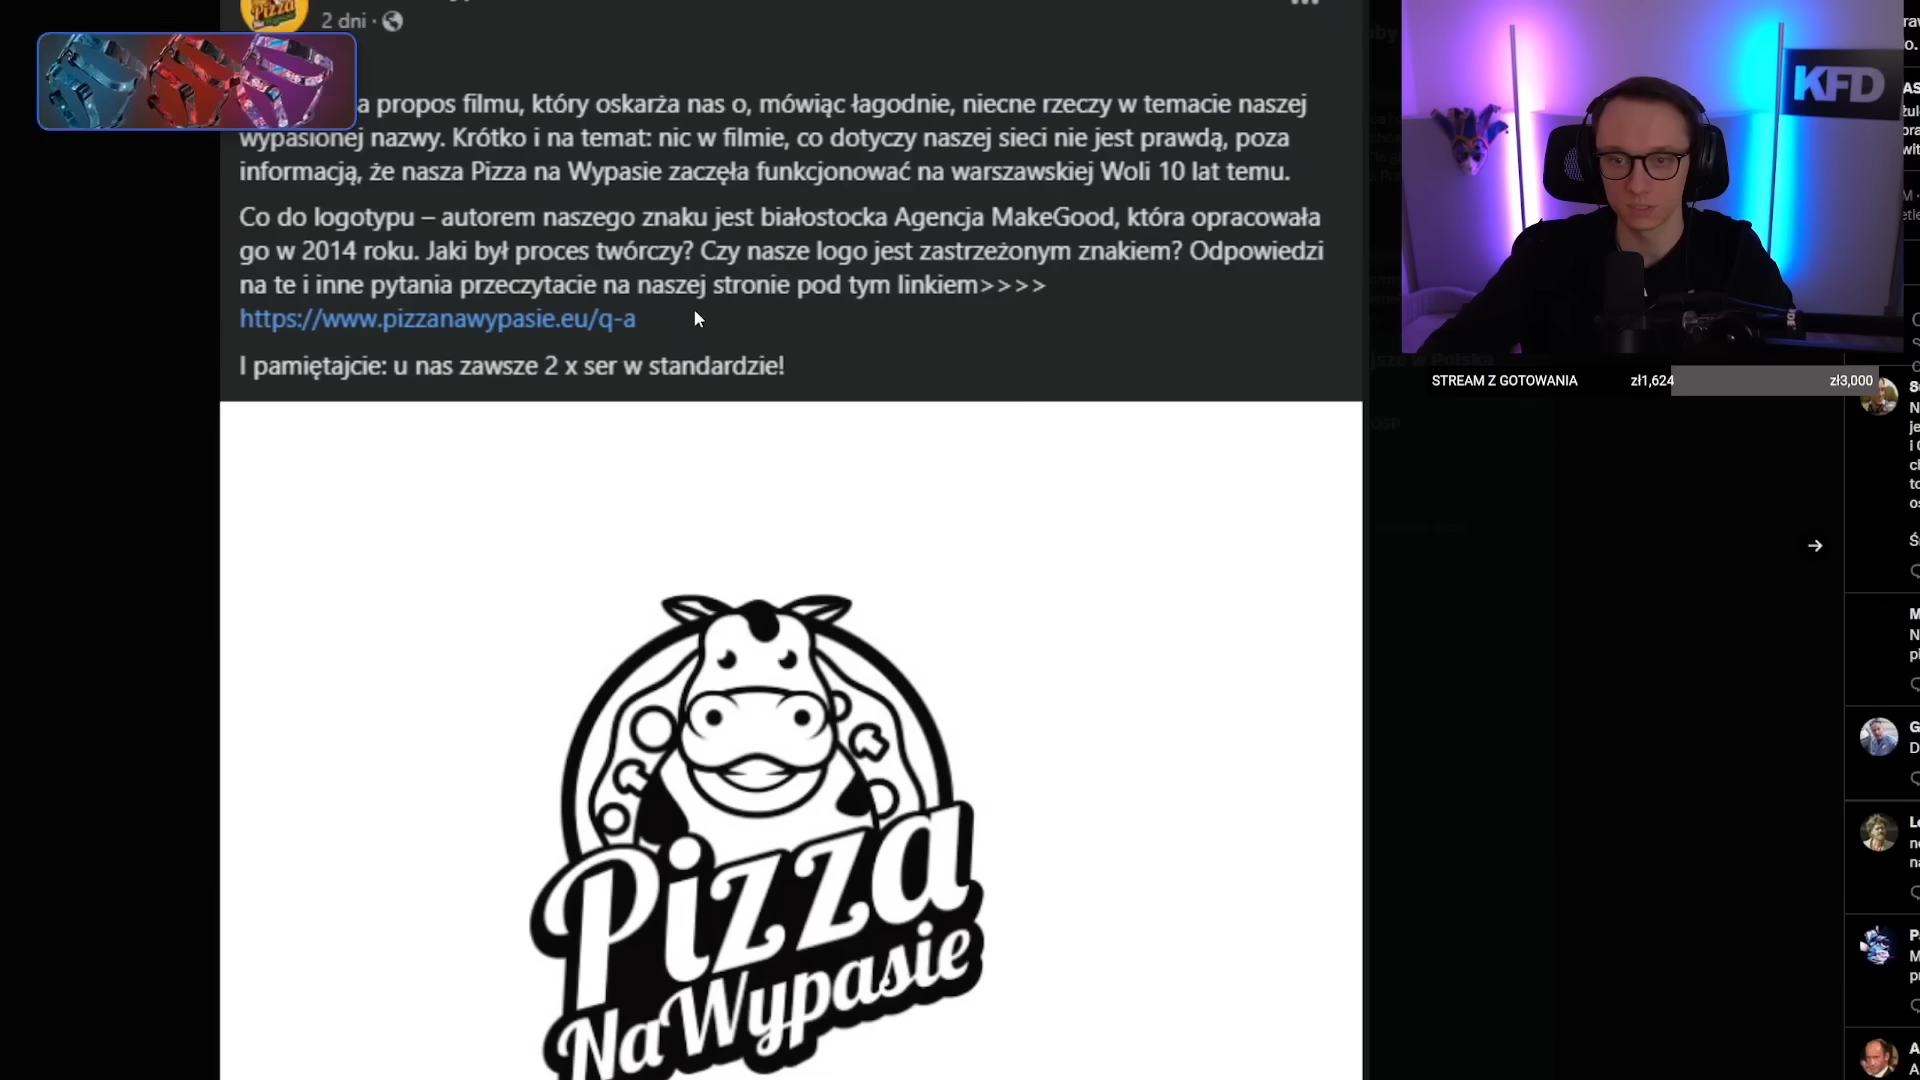 Pizza
2 dni
a propos filmu, który oskarża nas o, mówiąc łagodnie, niecne rzeczy w temacie naszej
wypasionej nazwy. Krótko i na temat: nic w filmie, co dotyczy naszej sieci nie jest prawdą, poza
informacją, że nasza Pizza na Wypasie zaczęła funkcjonować na warszawskiej Woli 10 lat temu.
Co do logotypu – autorem naszego znaku jest białostocka Agencja MakeGood, która opracowała
go w 2014 roku. Jaki był proces twórczy? Czy nasze logo jest zastrzeżonym znakiem? Odpowiedzi
na te i inne pytania przeczytacie na naszej stronie pod tym linkiem>>>>
https://www.pizzanawypasie.eu/q-a
I pamiętajcie: u nas zawsze 2 x ser w standardzie!
Pizza
Na Wypasie
KFD
STREAM Z GOTOWANIA zł1,624 zł3,000